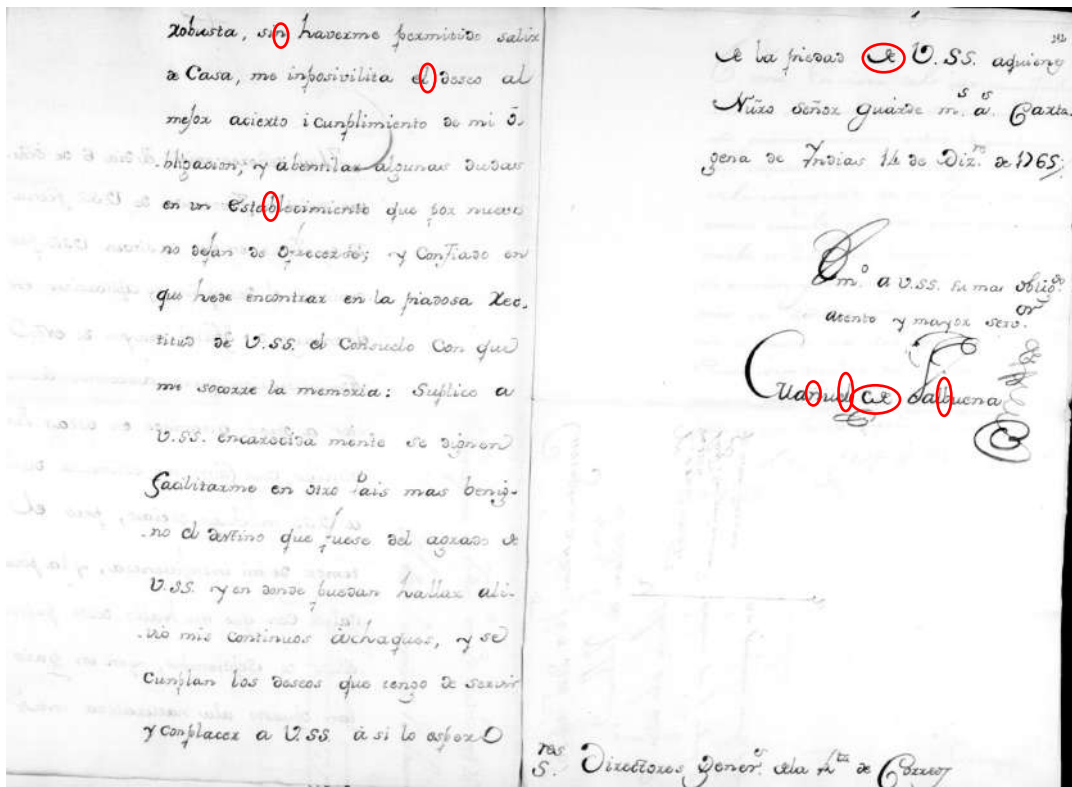 robusta, sin haverme permitido salir
de Casa, me inposivilita el deseo al
mejor acierto i cunplimiento de mi o-
bligacion, y abentilar algunas dudas
en un establecimiento que por nuevo
no dejan de ofrecerse; y Confiado en
que hede encontrar en la piadosa rec-
titud de V.SS. el Consuelo Con que
me socorre la memoria: Suplico a
V.SS. encarecida mente se dignen
facilitarme en otro Pais mas benig-
no el destino que fuese del agrado de
V.SS. y en donde puedan hallar ali-
vio mis continuos achaques, y se
cunplan los deseos que tengo de servir
y conplacer a V.SS. á si lo espero
de la piedad de V.SS. aquienes
Nuro Señor guarde m.s a.s Carta-
gena de Indias 14 de Diz.re de 1765,,
m.o a V.SS. su mas oblig.do
atento y mayor serv.or
Manuel de Balbuena
S.res Directores Gener.s de la R.ta de Correos